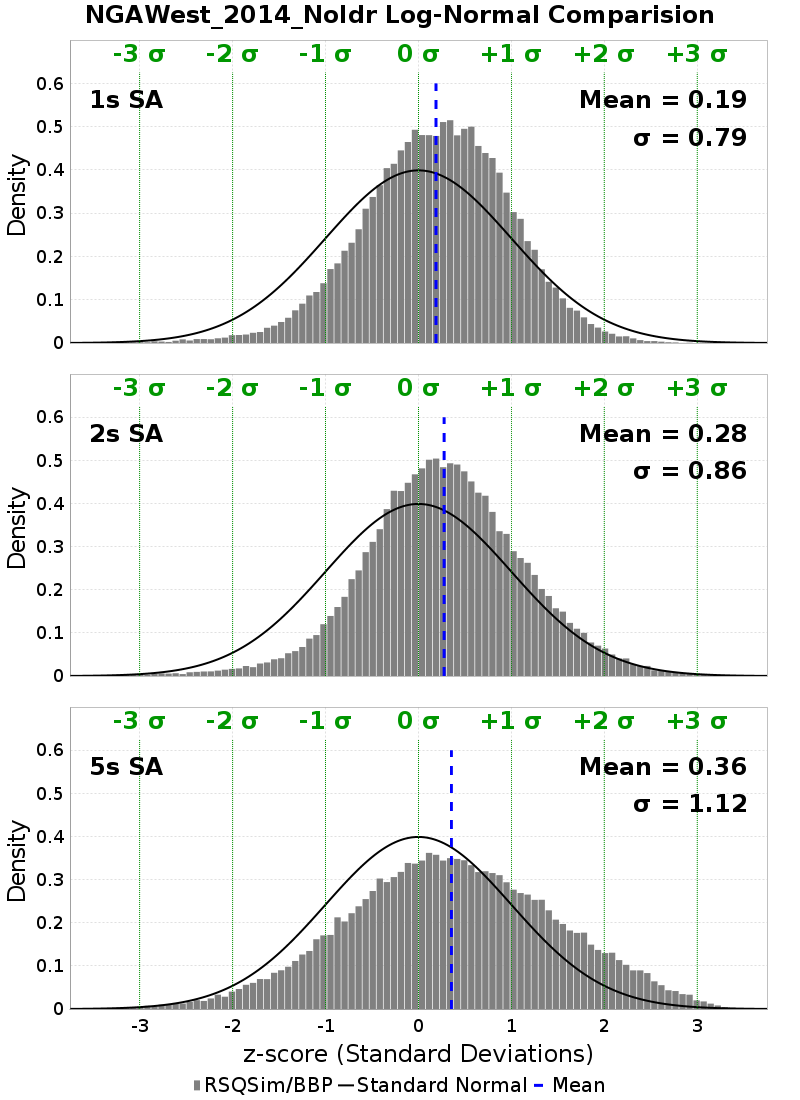 NGAWest_2014_NoIdr Log-Normal Comparision
-3 σ -2 σ -1 σ 0 σ +1 σ +2 σ +3 σ
0.6
1s SA
Mean = 0.19
0.5
σ = 0.79
0.4
0.3
0.2
0.1
0
Density
-3 σ -2 σ -1 σ 0 σ +1 σ +2 σ +3 σ
0.6
2s SA
Mean = 0.28
0.5
σ = 0.86
0.4
0.3
0.2
0.1
0
Density
-3 σ -2 σ -1 σ 0 σ +1 σ +2 σ +3 σ
0.6
5s SA
Mean = 0.36
0.5
σ = 1.12
0.4
0.3
0.2
0.1
0
Density
-3 -2 -1 0 1 2 3
z-score (Standard Deviations)
RSQSim/BBP Standard Normal Mean